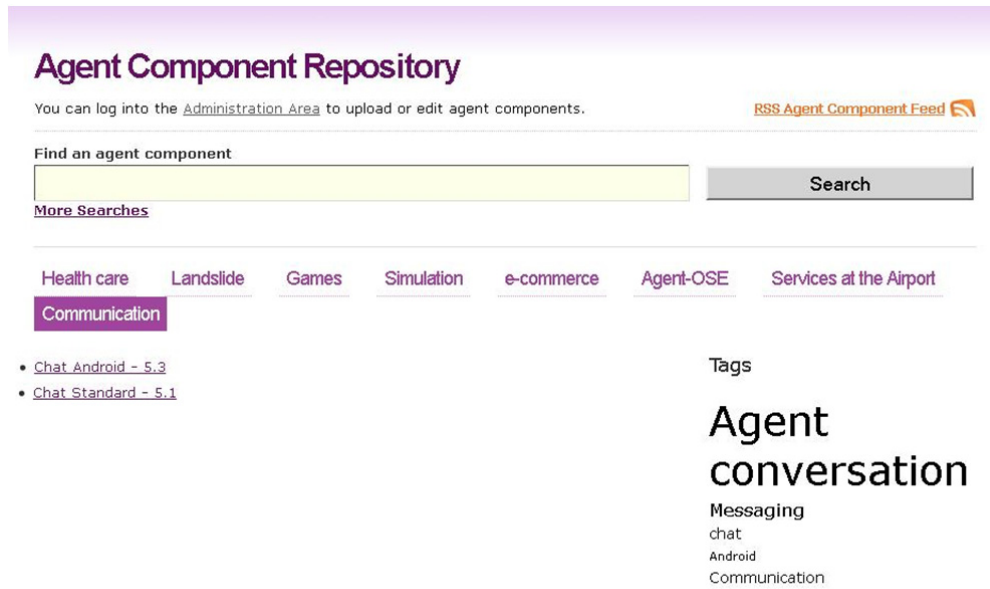 Agent Component Repository
You can log into the Administration Area to upload or edit agent components.
RSS Agent Component Feed
Find an agent component
Search
More Searches
Health care Landslide Games Simulation e-commerce Agent-OSE Services at the Airport
Communication
• Chat Android - 5.3
• Chat Standard - 5.1
Tags
Agent
conversation
Messaging
chat
Android
Communication